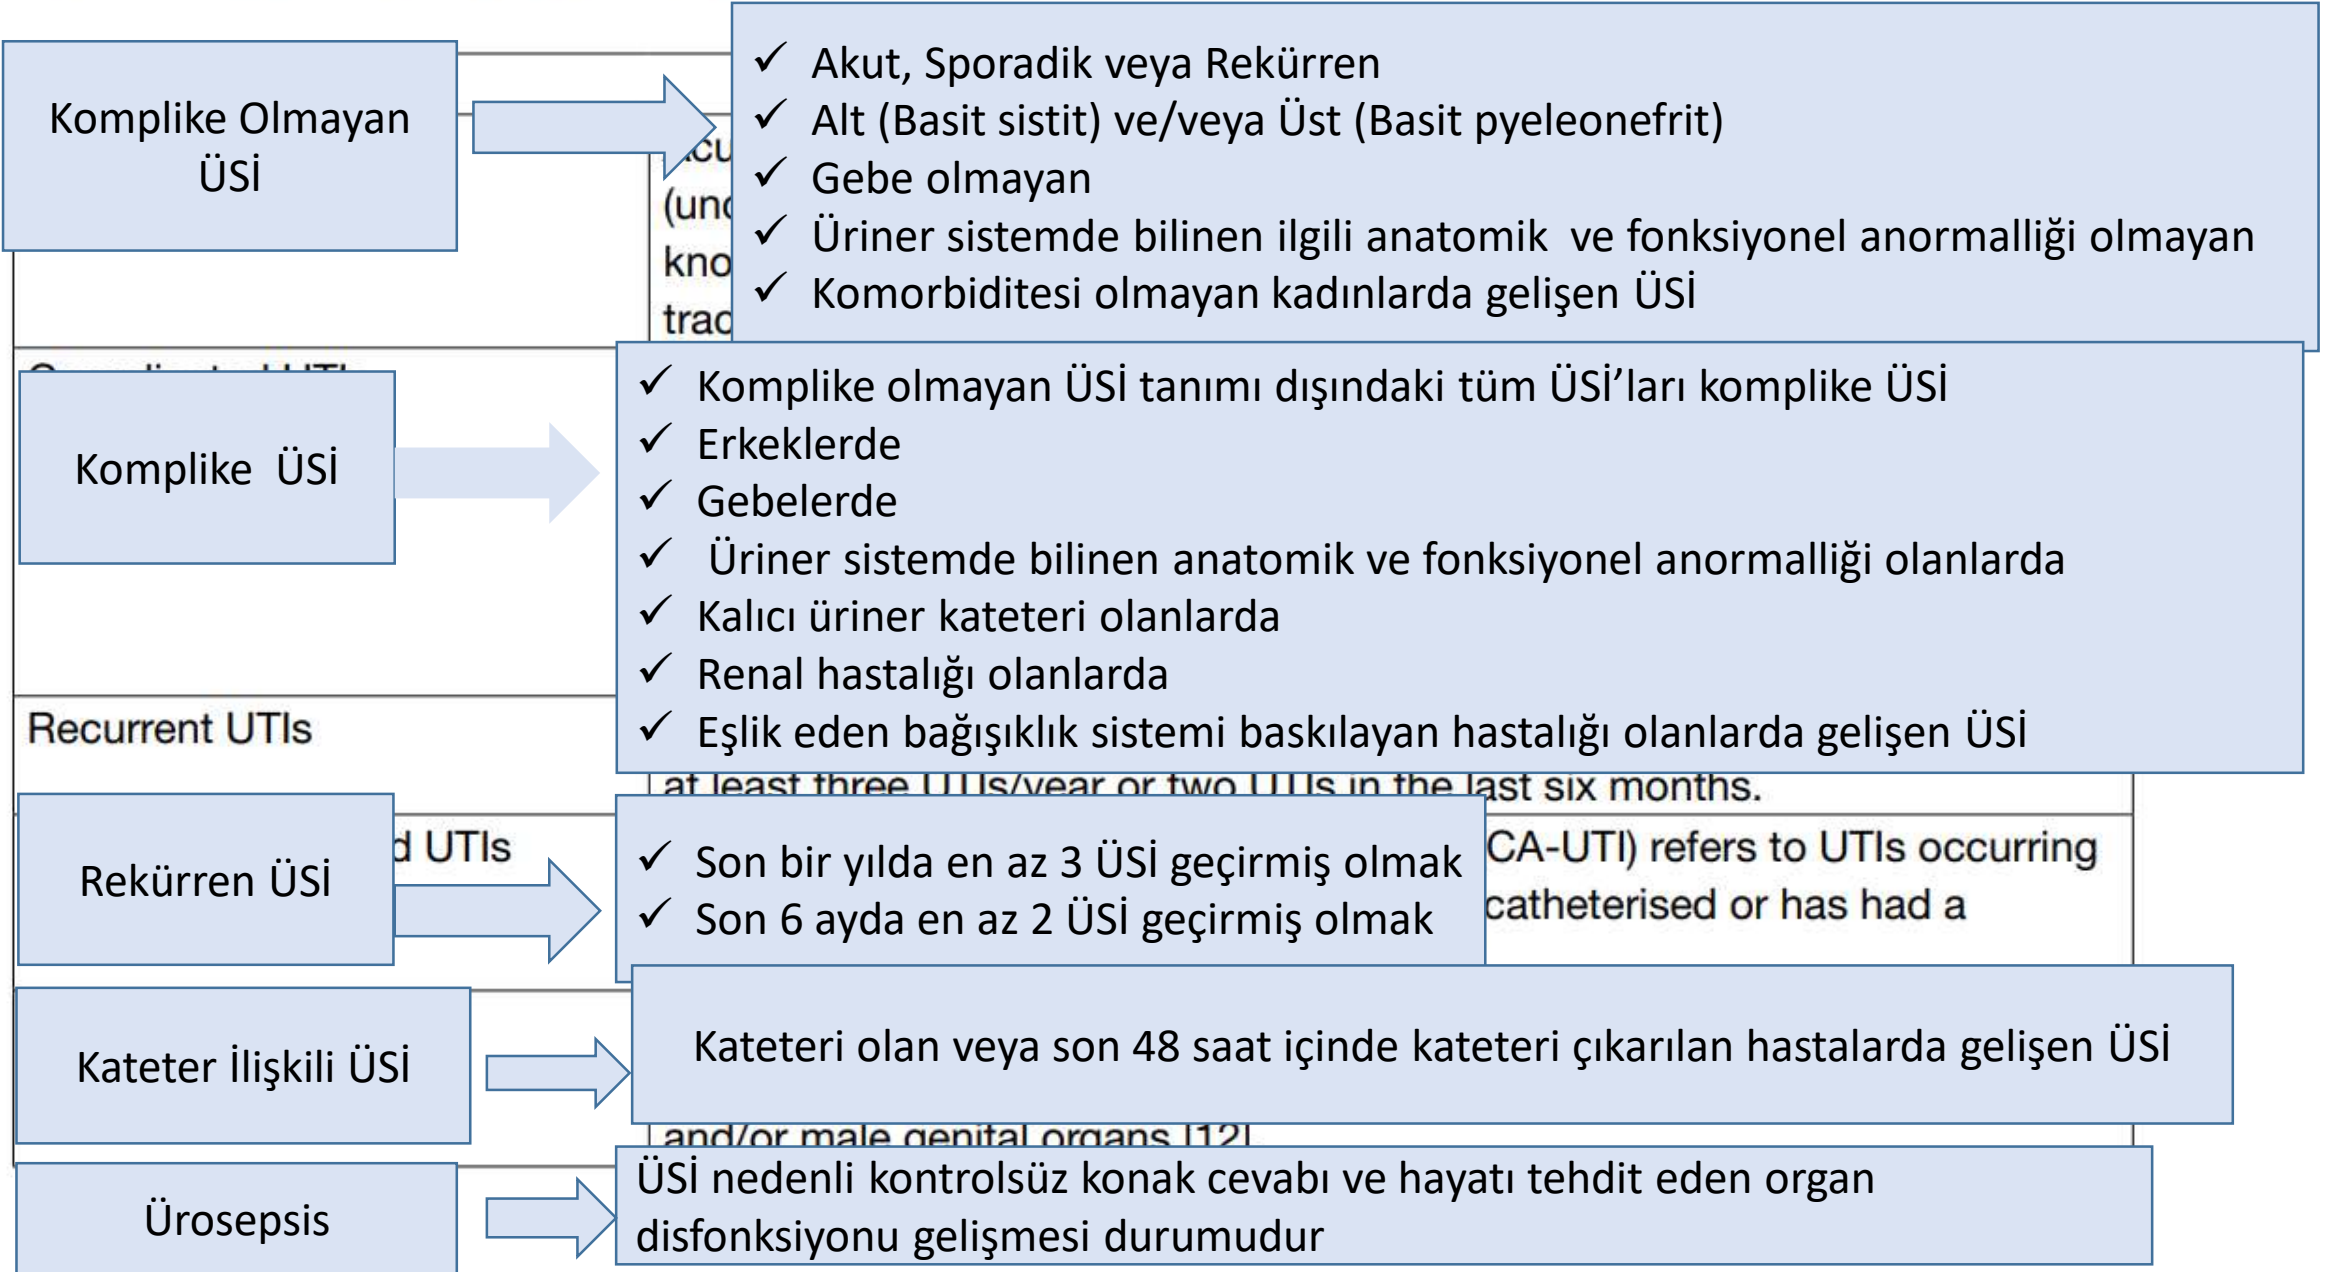 Komplike Olmayan
ÜSİ
✓ Akut, Sporadik veya Rekürren
✓ Alt (Basit sistit) ve/veya Üst (Basit pyeleonefrit)
✓ Gebe olmayan
✓ Üriner sistemde bilinen ilgili anatomik ve fonksiyonel anormalliği olmayan
✓ Komorbiditesi olmayan kadınlarda gelişen ÜSİ
Komplike ÜSİ
✓ Komplike olmayan ÜSİ tanımı dışındaki tüm ÜSİ’ları komplike ÜSİ
✓ Erkeklerde
✓ Gebelerde
✓ Üriner sistemde bilinen anatomik ve fonksiyonel anormalliği olanlarda
✓ Kalıcı üriner kateteri olanlarda
✓ Renal hastalığı olanlarda
✓ Eşlik eden bağışıklık sistemi baskılayan hastalığı olanlarda gelişen ÜSİ
Recurrent UTIs
at least three UTIs/year or two UTIs in the last six months.
Rekürren ÜSİ
✓ Son bir yılda en az 3 ÜSİ geçirmiş olmak
✓ Son 6 ayda en az 2 ÜSİ geçirmiş olmak
UTIs
CA-UTI) refers to UTIs occurring
catheterised or has had a
Kateter İlişkili ÜSİ
Kateteri olan veya son 48 saat içinde kateteri çıkarılan hastalarda gelişen ÜSİ
and/or male genital organs [12]
Ürosepsis
ÜSİ nedenli kontrolsüz konak cevabı ve hayatı tehdit eden organ
disfonksiyonu gelişmesi durumudur